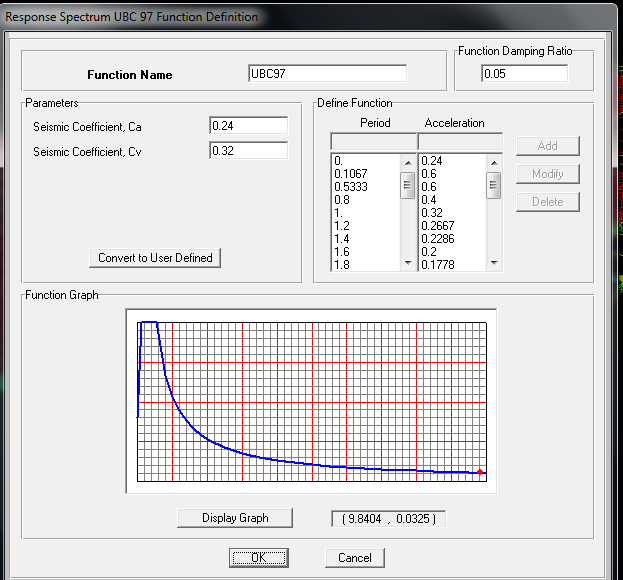 Response Spectrum UBC 97 Function Definition
Function Name
UBC97
Function Damping Ratio
0.05
Parameters
Seismic Coefficient, Ca
0.24
Seismic Coefficient, Cv
0.32
Convert to User Defined
Define Function
Period Acceleration
0. 0.24
0.1067 0.6
0.5333 0.6
0.8 0.4
1. 0.32
1.2 0.2667
1.4 0.2286
1.6 0.2
1.8 0.1778
Add
Modify
Delete
Function Graph
Display Graph
( 9.8404 , 0.0325 )
OK
Cancel